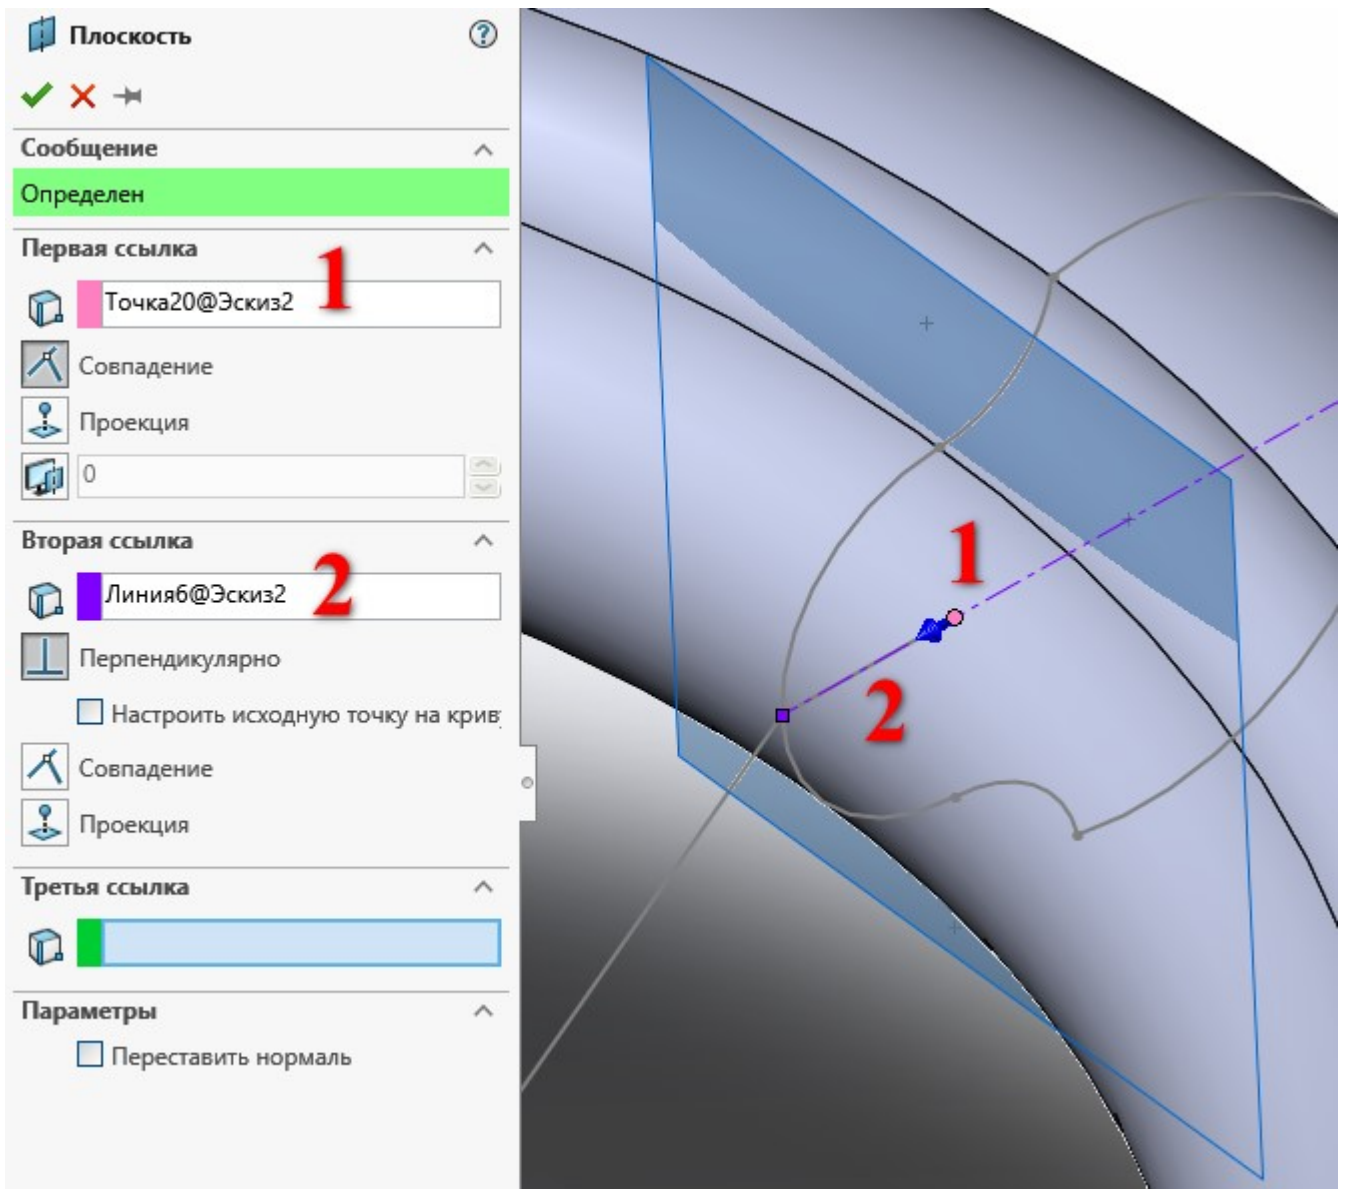 Плоскость
Сообщение
Определен
Первая ссылка
1
Точка20@Эскиз2
Совпадение
Проекция
0
Вторая ссылка
2
Линия6@Эскиз2
Перпендикулярно
Настроить исходную точку на крив
Совпадение
Проекция
Третья ссылка
Параметры
Переставить нормаль
1
2